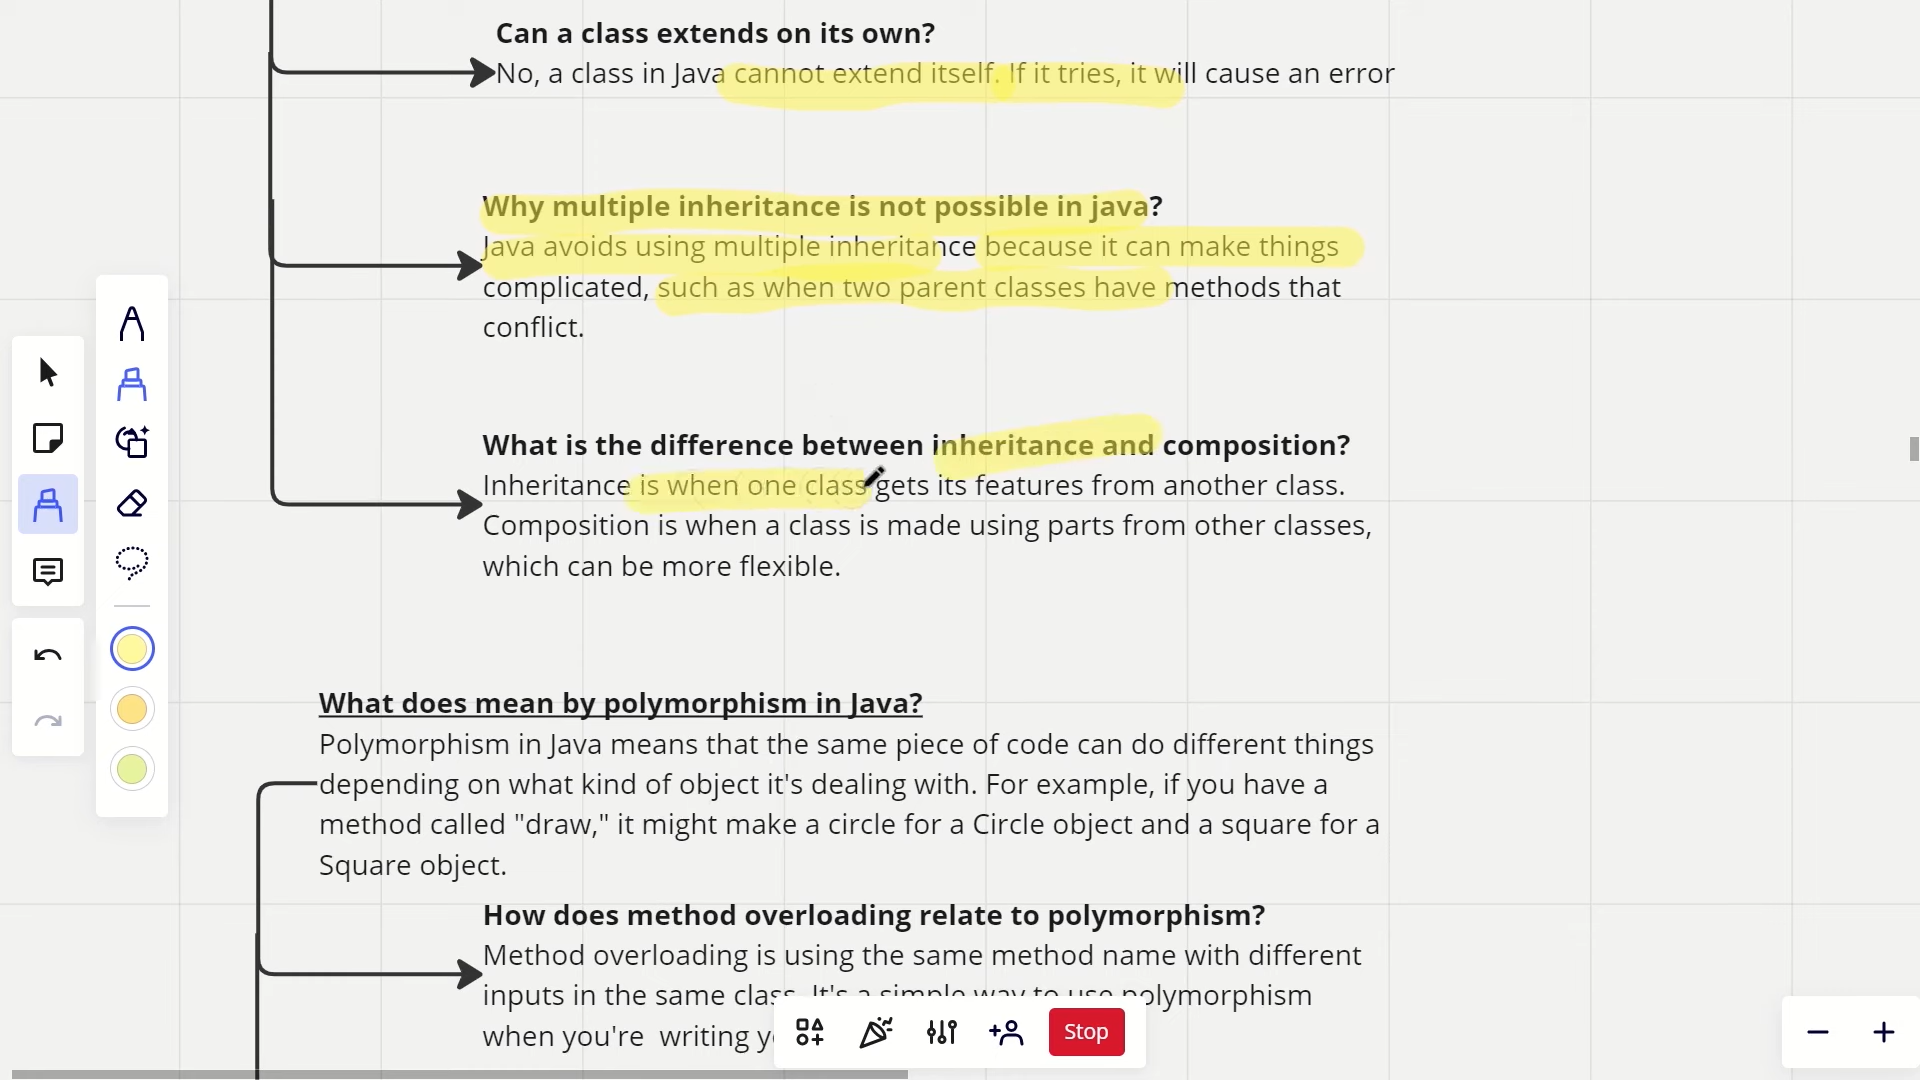 Can a class extends on its own?
No, a class in Java cannot extend itself. If it tries, it will cause an error
Why multiple inheritance is not possible in java?
Java avoids using multiple inheritance because it can make things
complicated, such as when two parent classes have methods that
conflict.
What is the difference between inheritance and composition?
Inheritance is when one class gets its features from another class.
Composition is when a class is made using parts from other classes,
which can be more flexible.
What does mean by polymorphism in Java?
Polymorphism in Java means that the same piece of code can do different things
depending on what kind of object it's dealing with. For example, if you have a
method called "draw," it might make a circle for a Circle object and a square for a
Square object.
How does method overloading relate to polymorphism?
Method overloading is using the same method name with different
inputs in the same class. It's a simple way to use polymorphism
when you're writing
Stop